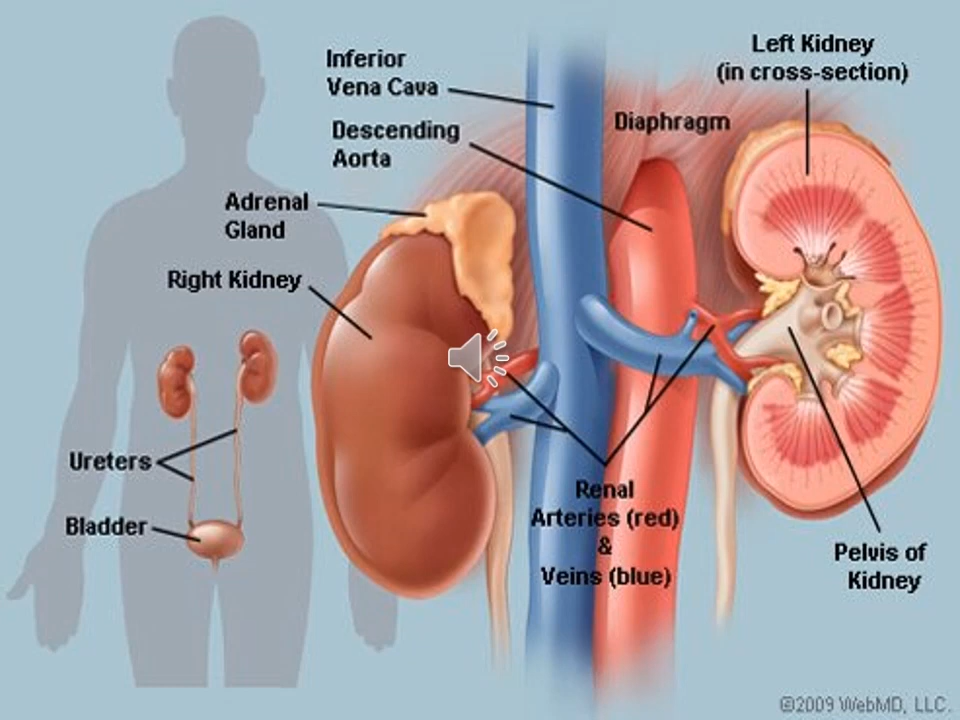 Inferior
Vena Cava
Descending
Aorta
Adrenal
Gland
Right Kidney
Ureters
Bladder
Diaphragm
Left Kidney
(in cross-section)
Renal
Arteries (red)
&
Veins (blue)
Pelvis of
Kidney
©2009 WebMD, LLC.